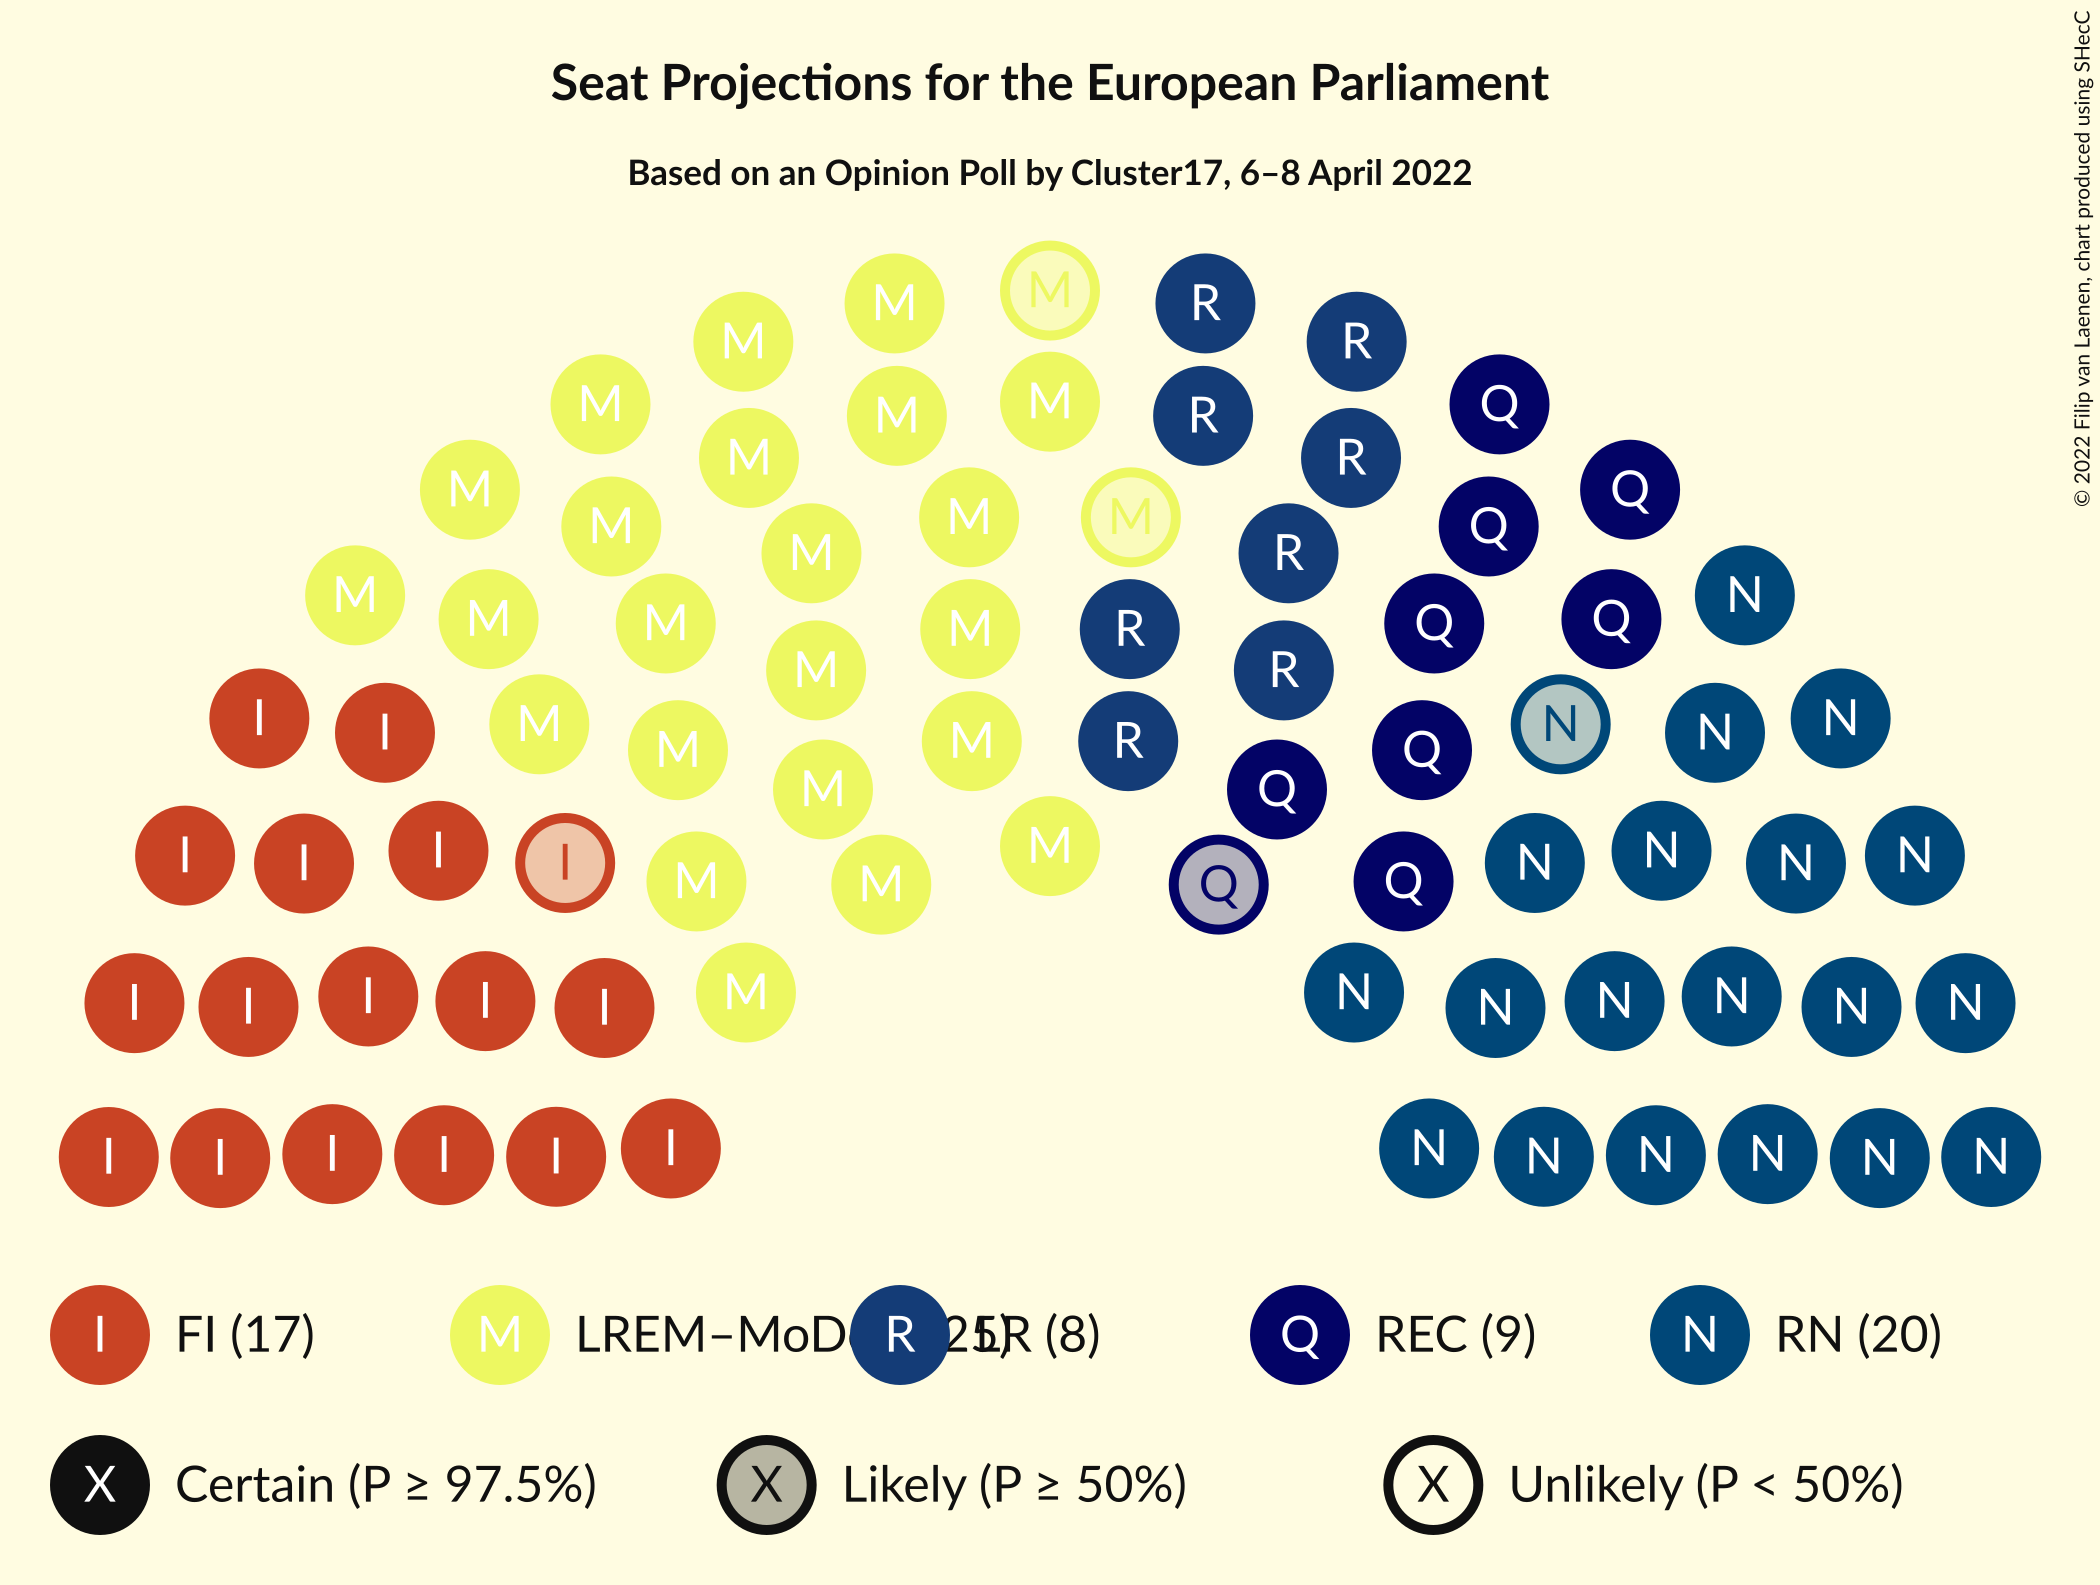 Seat Projections for the European Parliament
Based on an Opinion Poll by Cluster17, 6–8 April 2022
© 2022 Filip van Laenen, chart produced using SHecC
M M M R R
M M M M R R Q
M M M M Q Q
M M M M R Q
M M M M R Q Q N
I I M M M M R R Q N N N
I I I I M M M M Q Q Q N N N N
I I I I I M N N N N N N
I I I I I I N N N N N N
I FI (17) M LREM–MoD R 25) LR (8) Q REC (9) N RN (20)
X Certain (P ≥ 97.5%) X Likely (P ≥ 50%) X Unlikely (P < 50%)